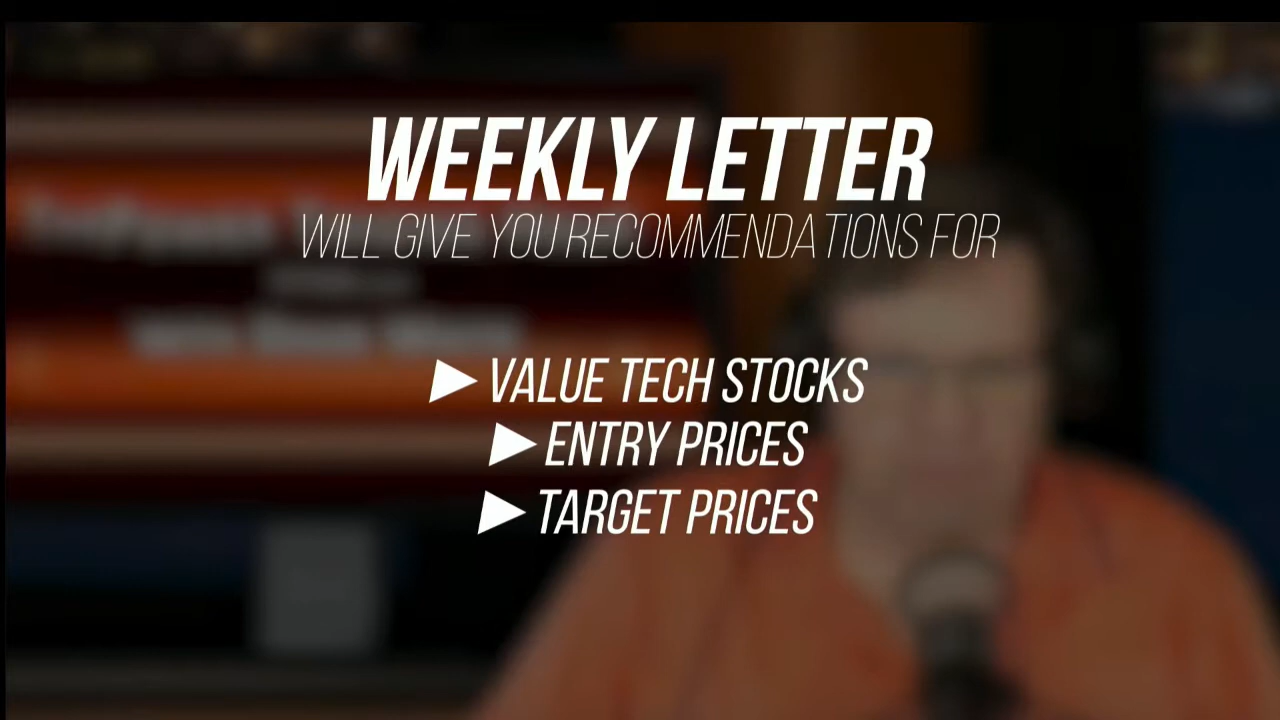 WEEKLY LETTER
WILL GIVE YOU RECOMMENDATIONS FOR
▶ VALUE TECH STOCKS
▶ ENTRY PRICES
▶ TARGET PRICES